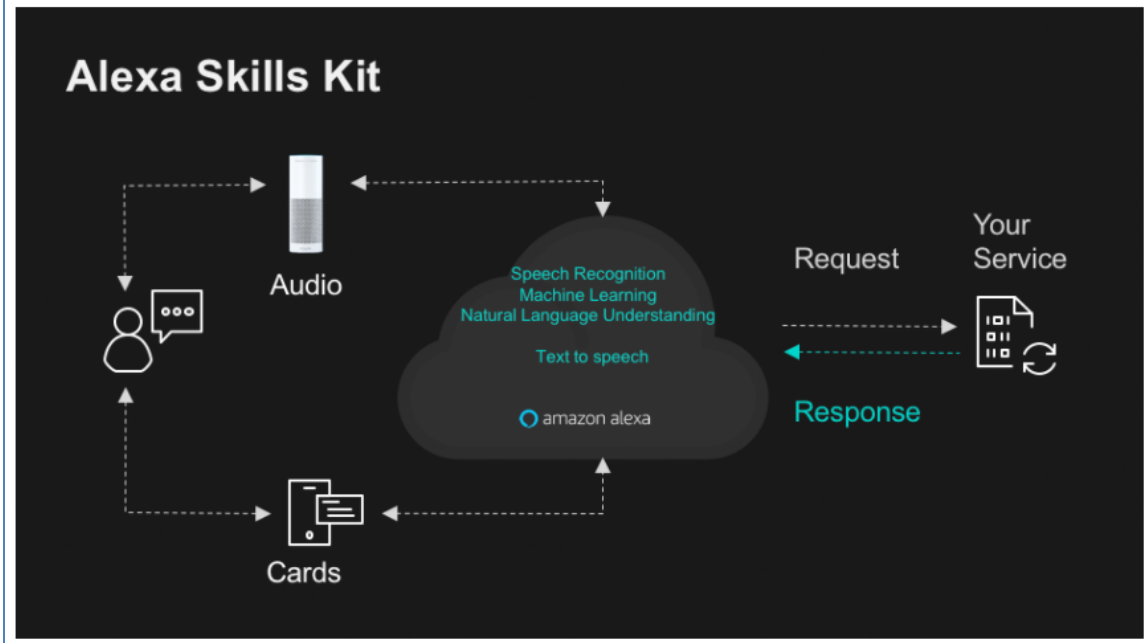 Alexa Skills Kit
Audio
Speech Recognition
Machine Learning
Natural Language Understanding
Text to speech
amazon alexa
Request
Response
Your
Service
Cards